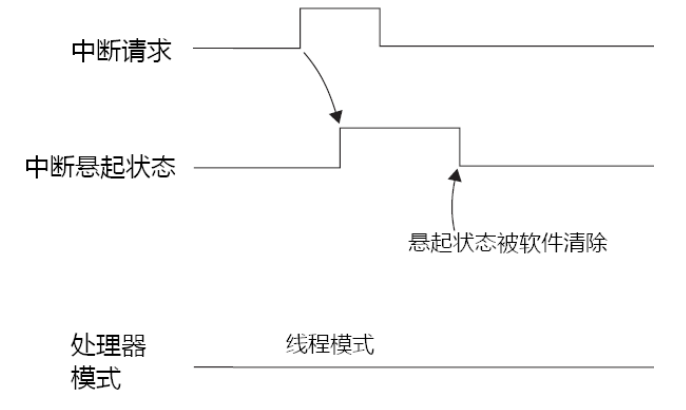 中断请求
中断悬起状态
悬起状态被软件清除
处理器
模式
线程模式